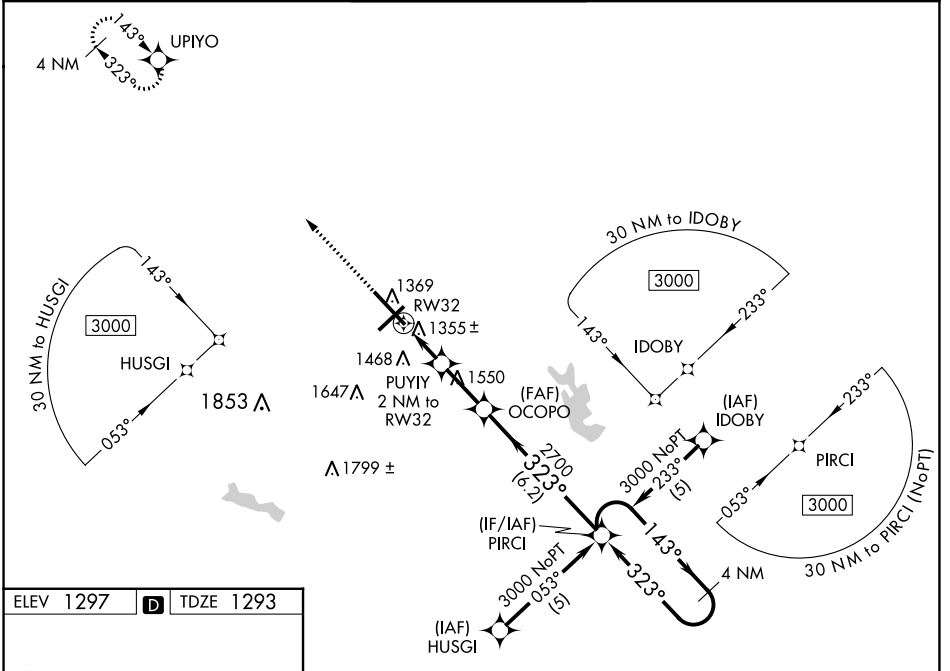 143°
UPIYO
4 NM
323°
30 NM to HUSGI
143°
3000
HUSGI
053°
1853
1369
RW32
1355 ±
1468
1647
PUYIY
2 NM to
RW32
1550
(FAF)
OCOPO
1799 ±
30 NM to IDOBY
3000
143°
233°
IDOBY
(IAF)
IDOBY
3000 NoPT
233°
(5)
2700
323°
(6.2)
(IF/IAF)
PIRCI
143°
323°
4 NM
3000 NoPT
053°
(5)
(IAF)
HUSGI
233°
PIRCI
053°
3000
30 NM to PIRCI (NoPT)
ELEV 1297 D TDZE 1293